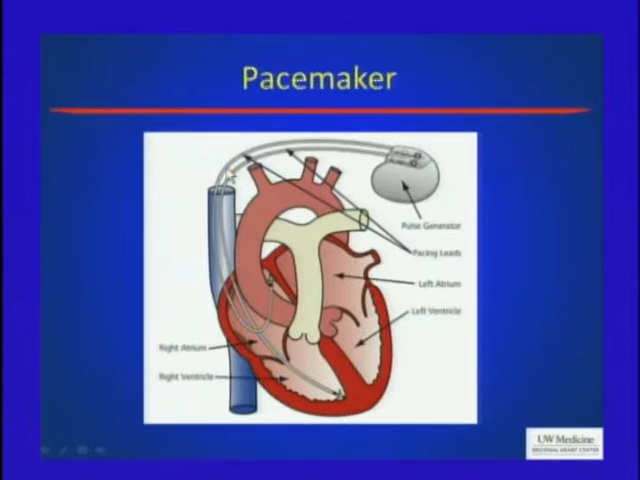 Pacemaker
Pulse Generator
Pacing Leads
Left Atrium
Left Ventricle
Right Atrium
Right Ventricle
UW Medicine
REGIONAL HEART CENTER